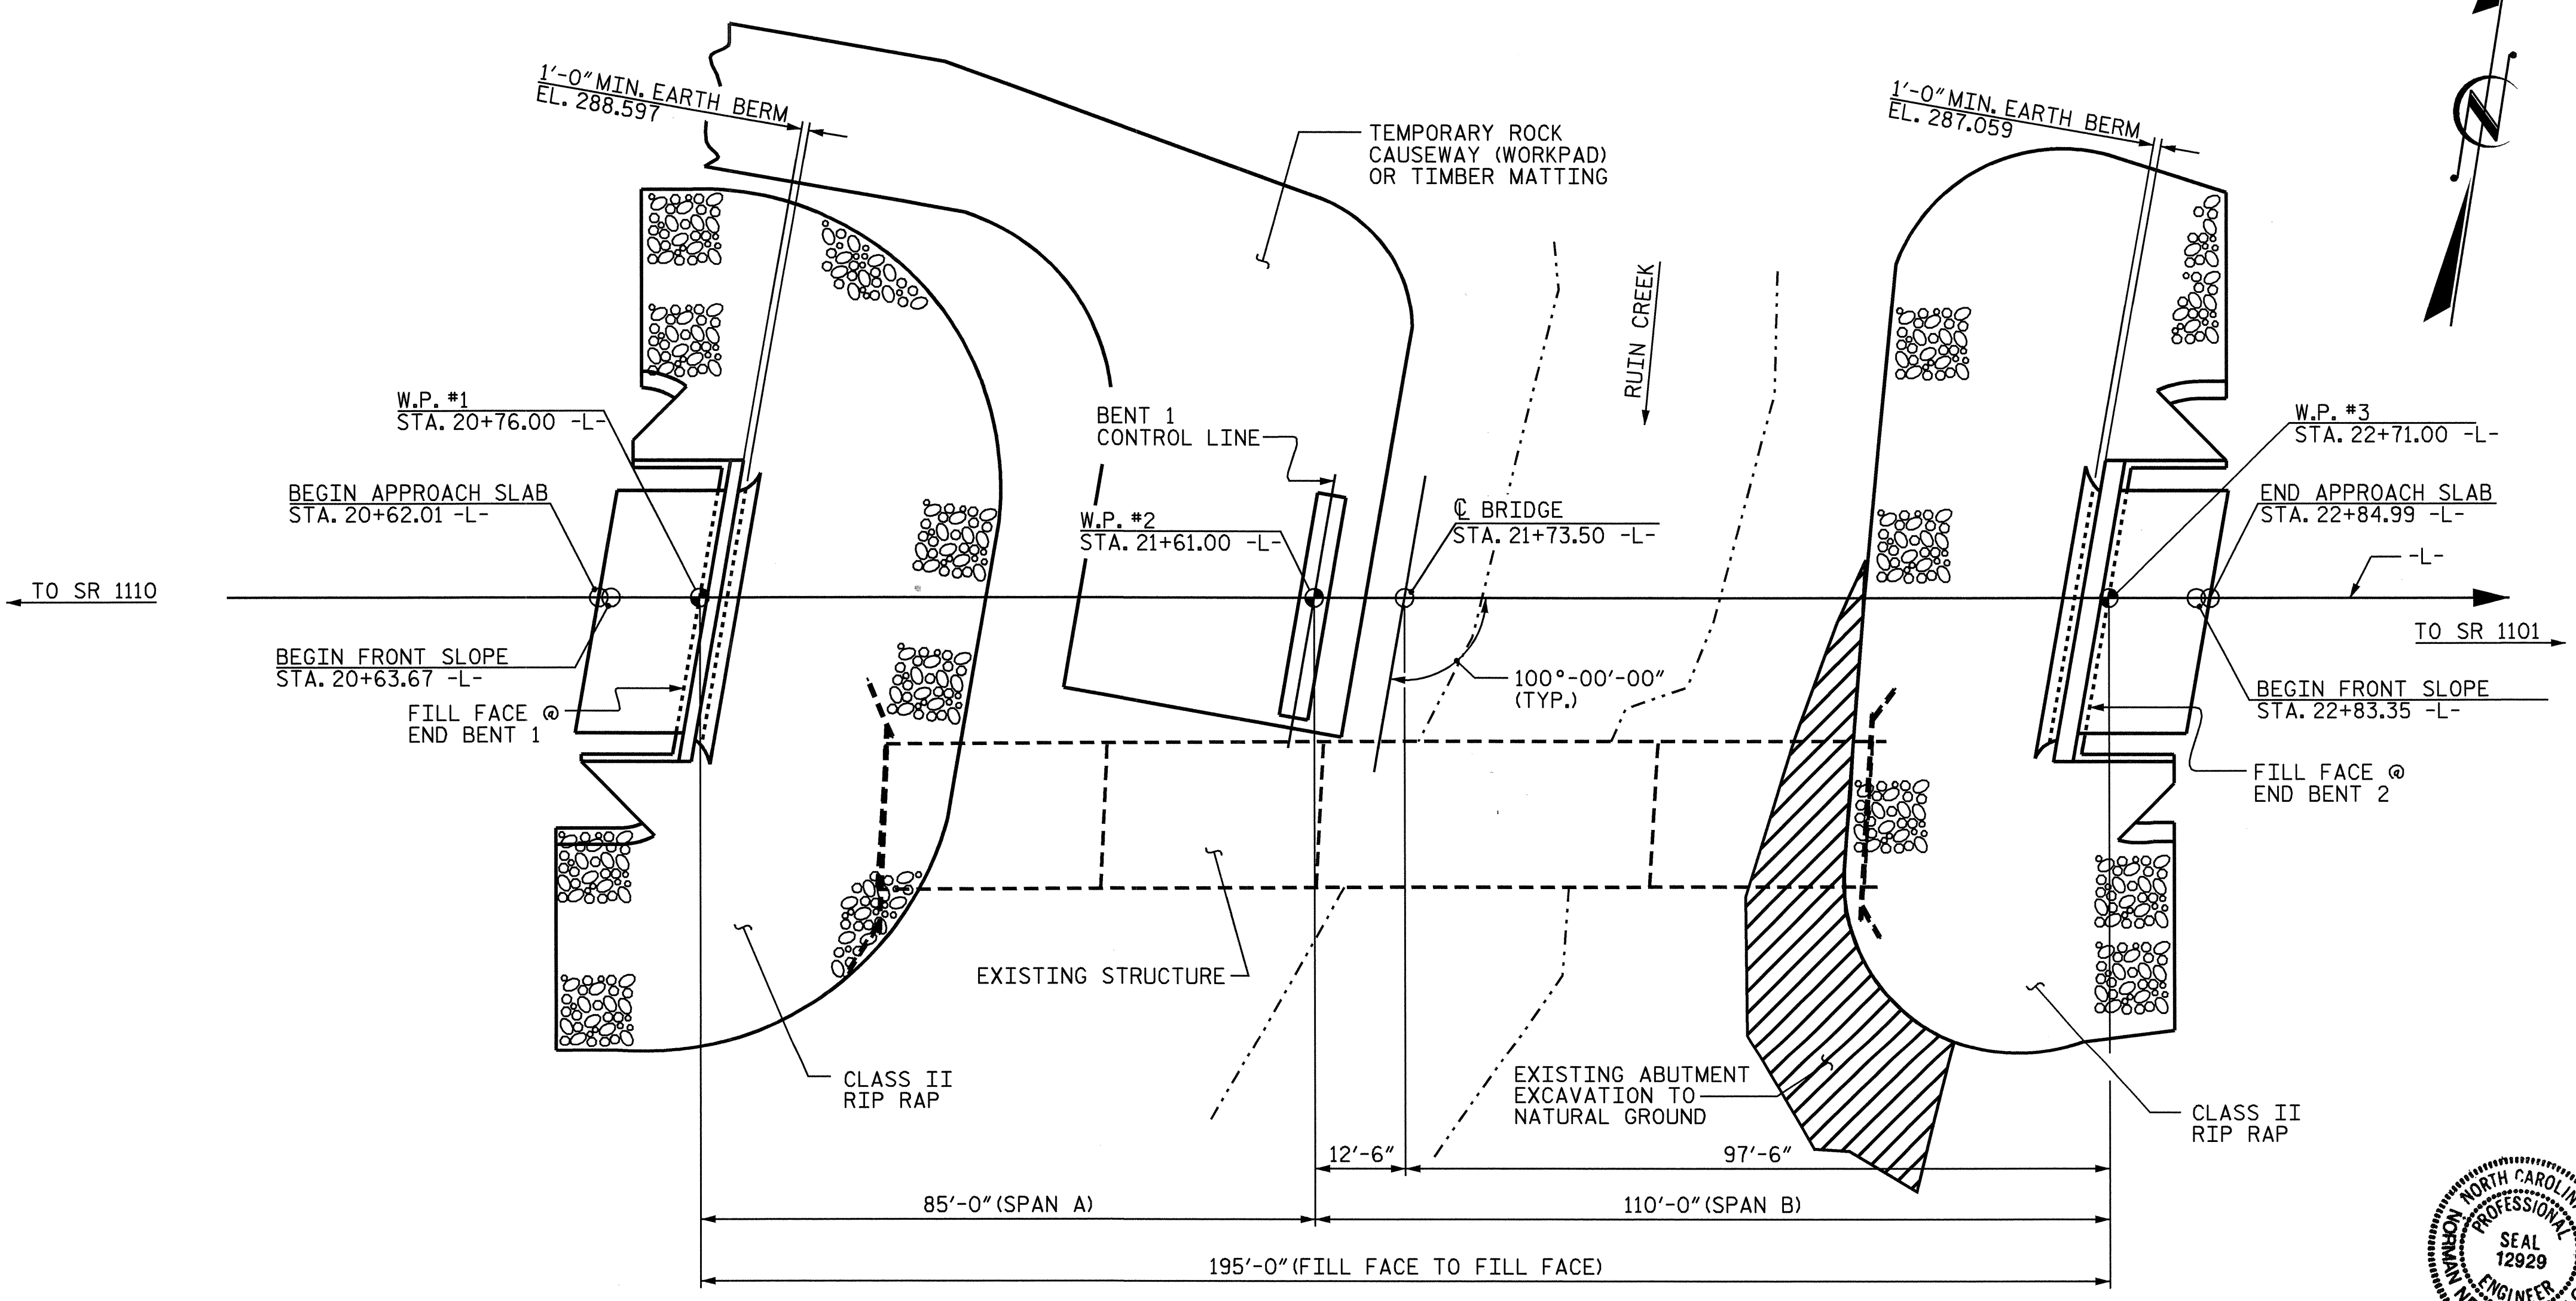 1'-0" MIN. EARTH BERM
EL. 288.597
1'-0" MIN. EARTH BERM
EL. 287.059
N
TEMPORARY ROCK
CAUSEWAY (WORKPAD)
OR TIMBER MATTING
RUIN CREEK
W.P. #1
STA. 20+76.00 -L-
BENT 1
CONTROL LINE
W.P. #3
STA. 22+71.00 -L-
BEGIN APPROACH SLAB
STA. 20+62.01 -L-
W.P. #2
STA. 21+61.00 -L-
℄ BRIDGE
STA. 21+73.50 -L-
END APPROACH SLAB
STA. 22+84.99 -L-
-L-
TO SR 1110
TO SR 1101
BEGIN FRONT SLOPE
STA. 20+63.67 -L-
100°-00'-00"
(TYP.)
BEGIN FRONT SLOPE
STA. 22+83.35 -L-
FILL FACE @
END BENT 1
FILL FACE @
END BENT 2
EXISTING STRUCTURE
CLASS II
RIP RAP
EXISTING ABUTMENT
EXCAVATION TO
NATURAL GROUND
CLASS II
RIP RAP
12'-6"
97'-6"
85'-0" (SPAN A)
110'-0" (SPAN B)
195'-0" (FILL FACE TO FILL FACE)
NORTH CAROLIN
PROFESSIONAL
SEAL
12929
ENGINEER
NORMAN